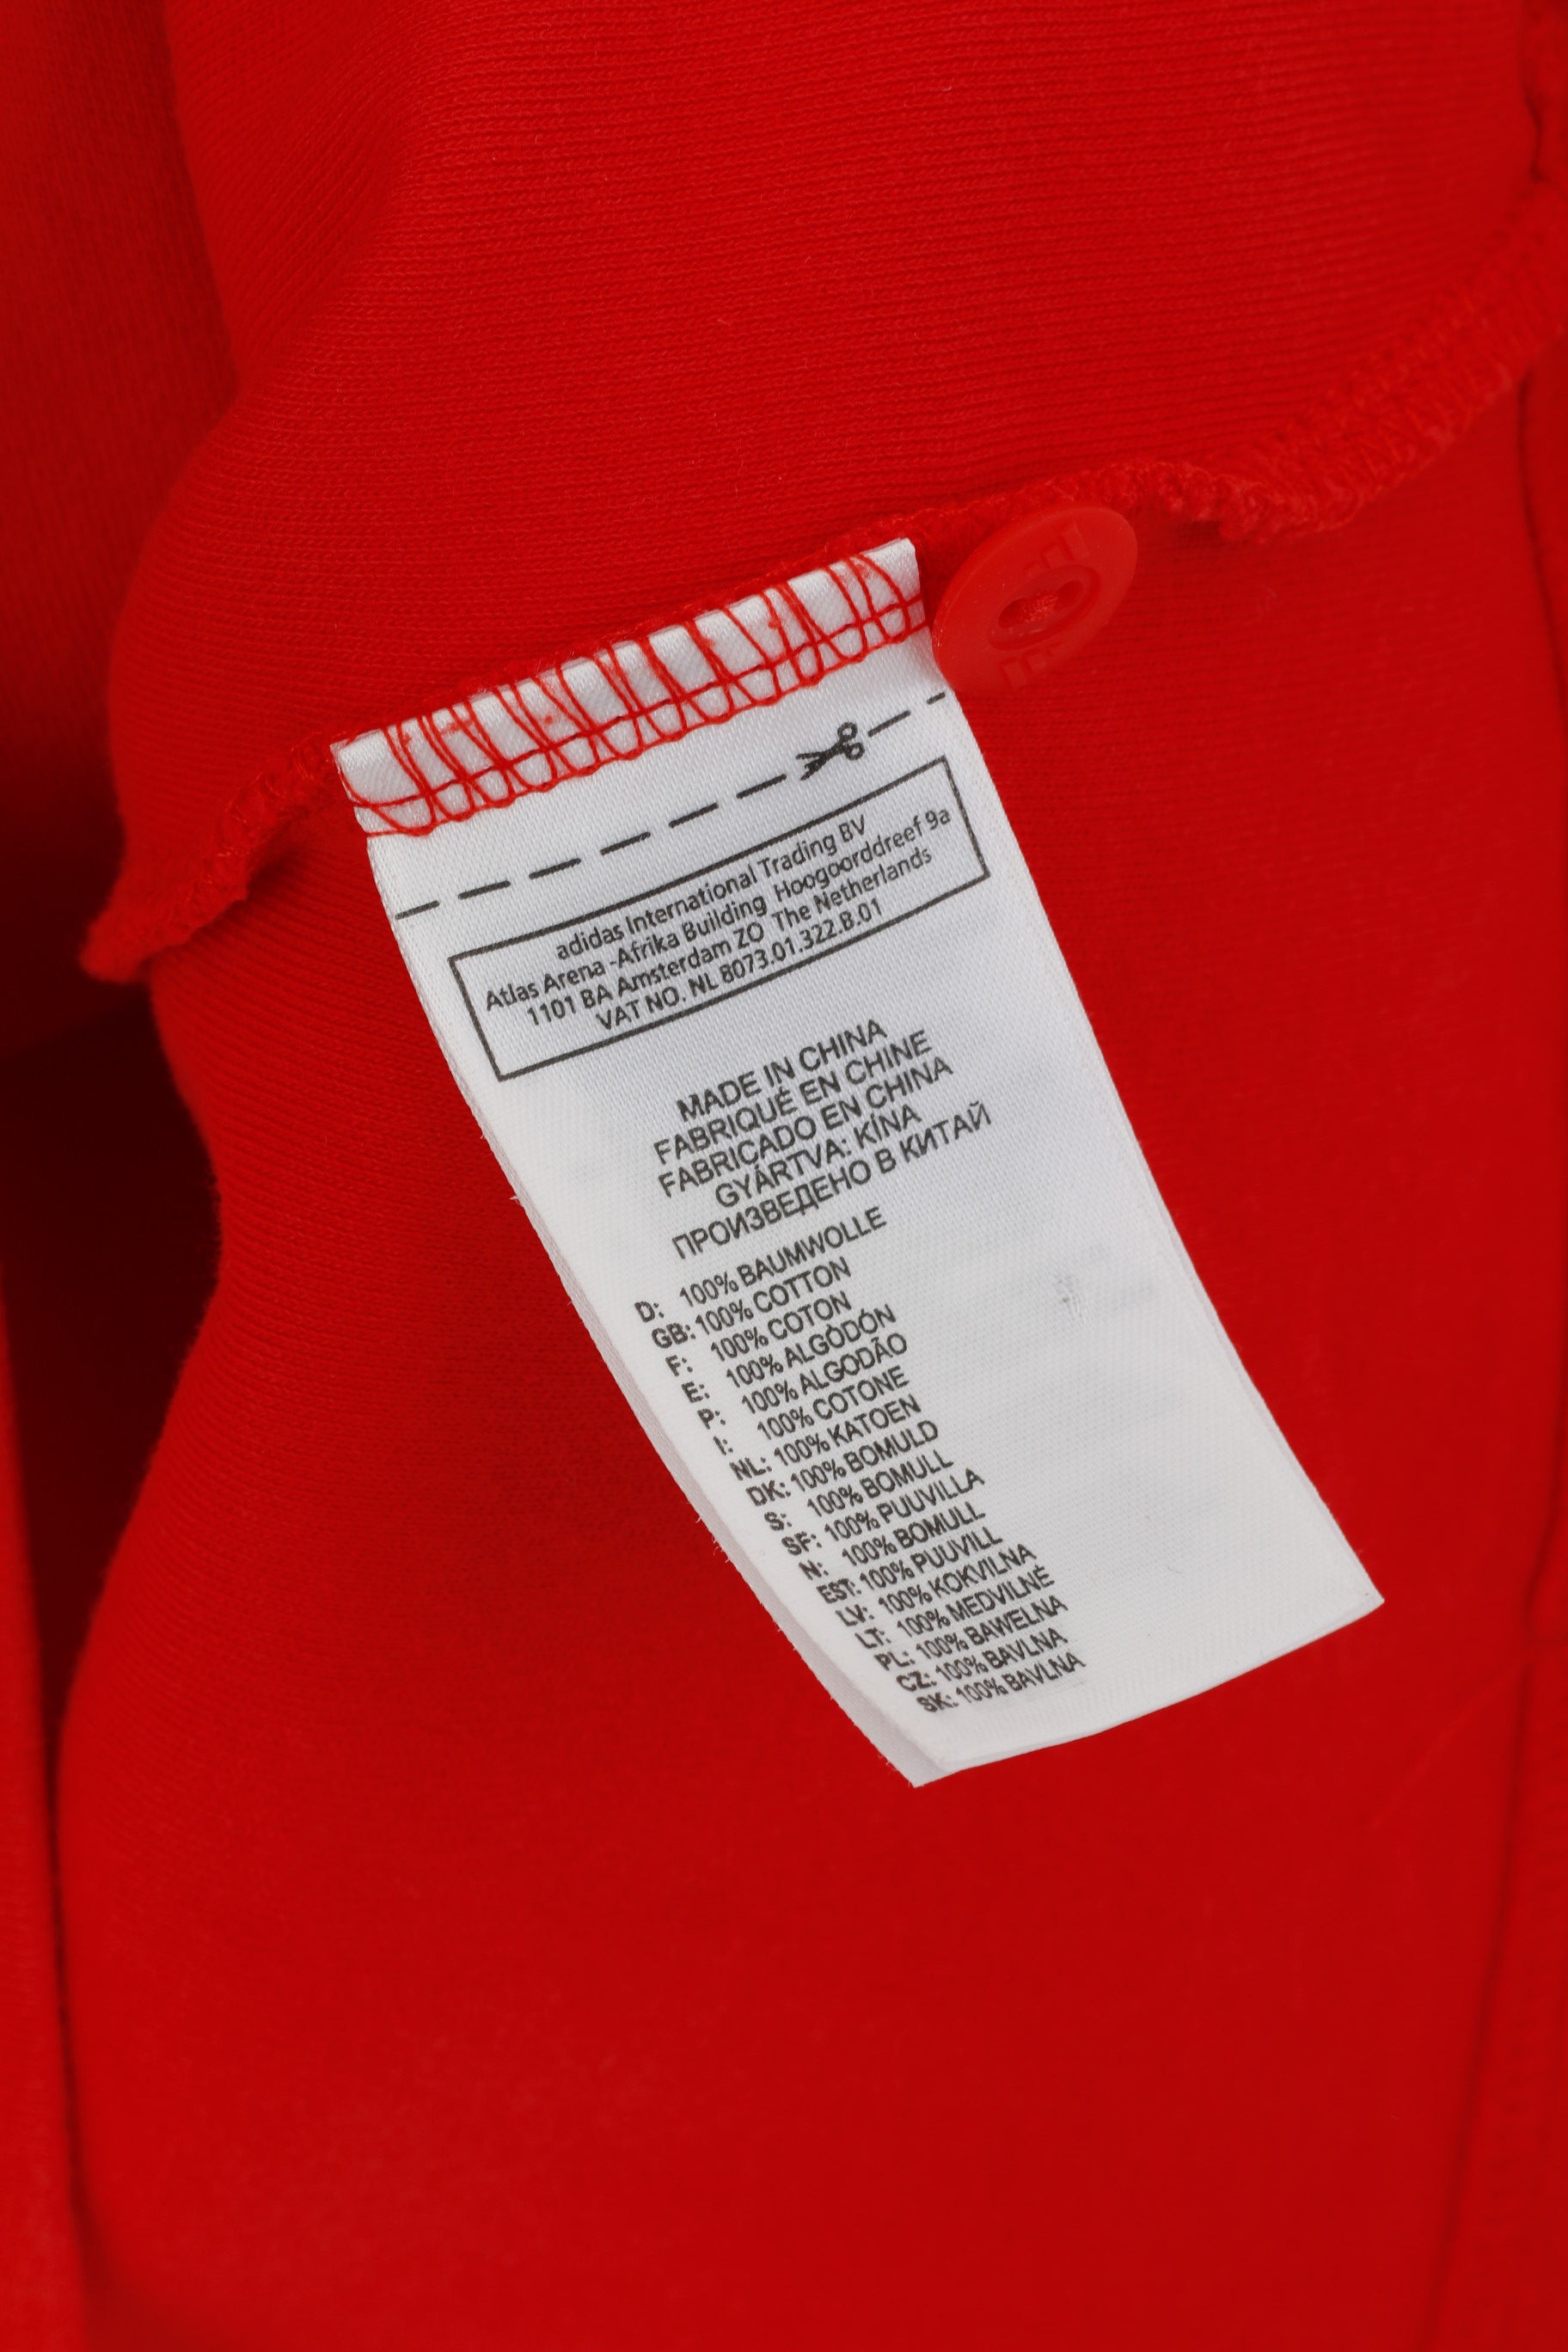 adidas International Trading BV
Atlas Arena -Afrika Building Hoogoorddreef 9a
1101 BA Amsterdam ZO The Netherlands
VAT NO. NL 8073.01.322.B.01
MADE IN CHINA
FABRIQUÉ EN CHINE
FABRICADO EN CHINA
GYÁRTVA: KÍNA
ПРОИЗВЕДЕНО В КИТАЙ
D: 100% BAUMWOLLE
GB: 100% COTTON
F: 100% COTON
E: 100% ALGÓDÓN
P: 100% ALGODÃO
I: 100% COTONE
NL: 100% KATOEN
DK: 100% BOMULD
S: 100% BOMULL
SF: 100% PUUVILLA
N: 100% BOMULL
EST: 100% PUUVILL
LV: 100% KOKVILNA
LT: 100% MEDVILNĖ
PL: 100% BAWEŁNA
CZ: 100% BAVLNA
SK: 100% BAVLNA